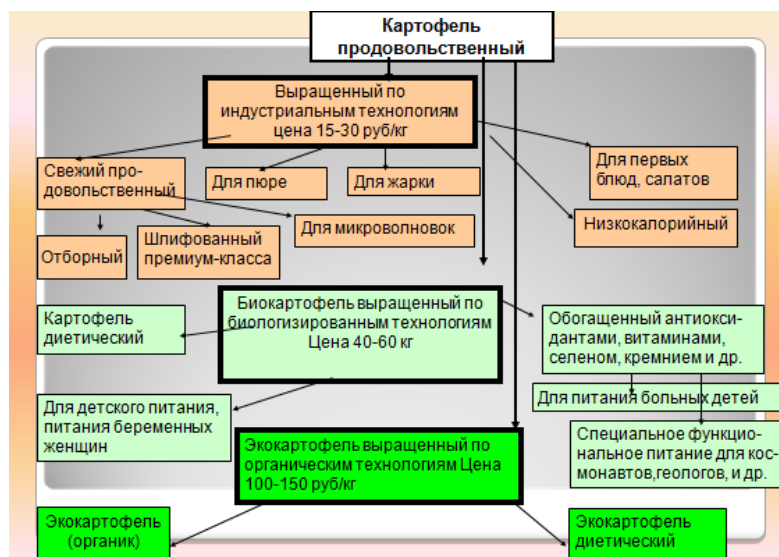 Картофель
продовольственный
Выращенный по
индустриальным технологиям
цена 15-30 руб/кг
Свежий про-
довольственный
Для пюре
Для жарки
Для первых
блюд, салатов
Отборный
Шлифованный
премиум-класса
Для микроволновок
Низкокалорийный
Биокартофель выращенный по
биологизированным технологиям
Цена 40-60 кг
Картофель
диетический
Обогащенный антиокси-
дантами, витаминами,
селеном, кремнием и др.
Для питания больных детей
Для детского питания,
питания беременных
женщин
Специальное функцио-
нальное питание для кос-
монавтов,геологов, и др.
Экокартофель выращенный по
органическим технологиям Цена
100-150 руб/кг
Экокартофель
(органик)
Экокартофель
диетический